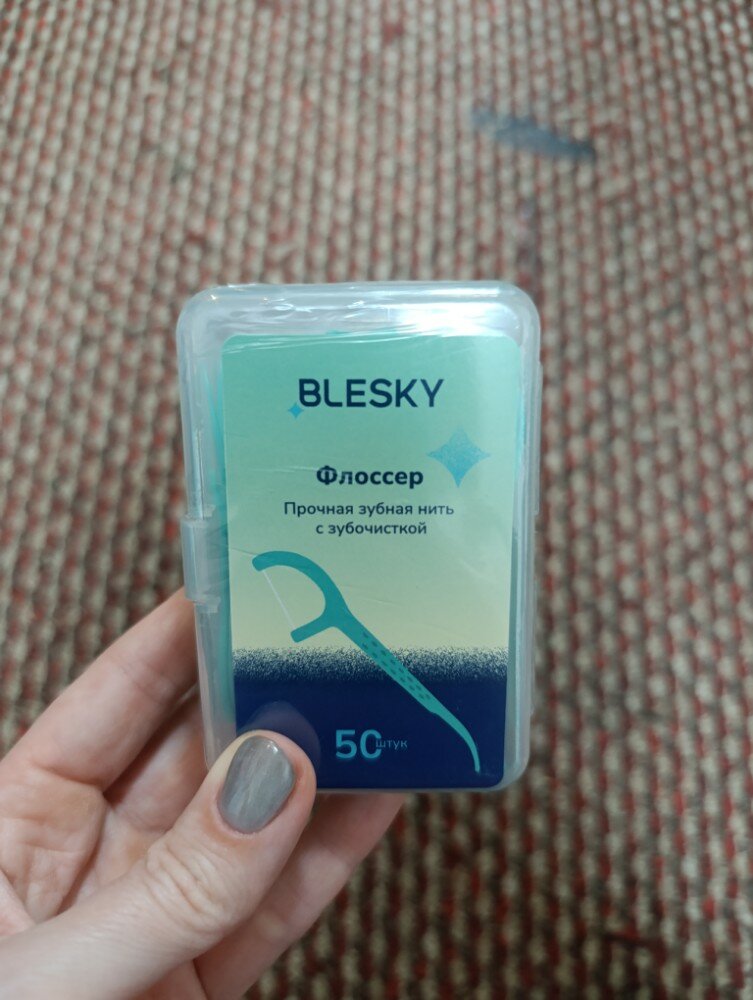 BLESKY
Флоссер
Прочная зубная нить
с зубочисткой
50 штук